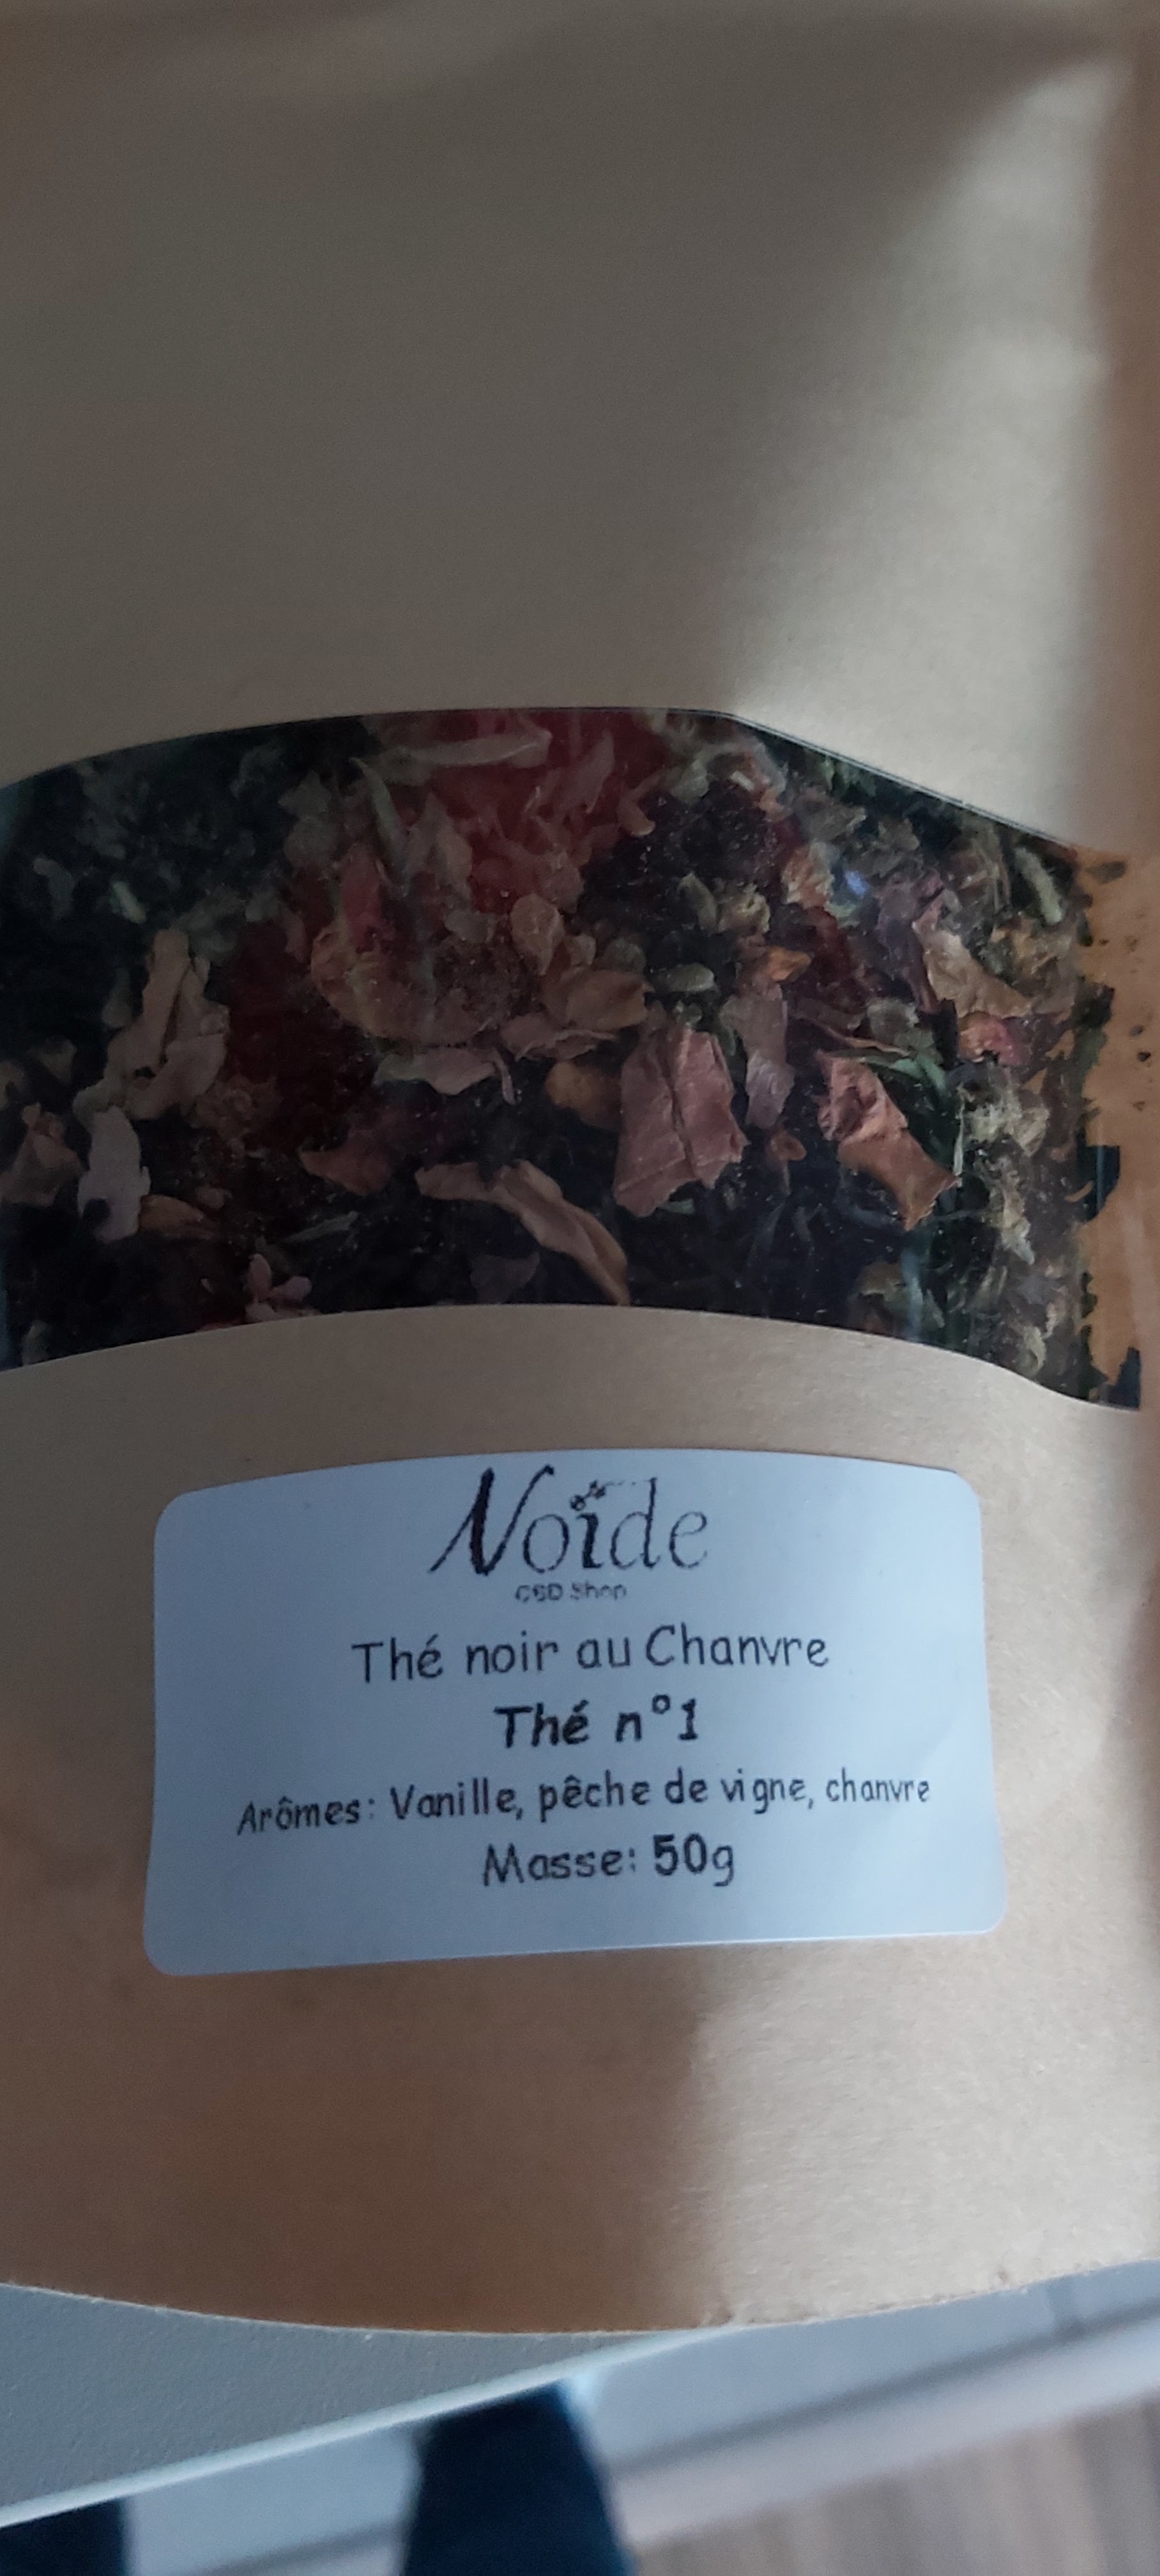 Noïde
CBD Shop
Thé noir au Chanvre
Thé n°1
Arômes: Vanille, pêche de vigne, chanvre
Masse: 50g